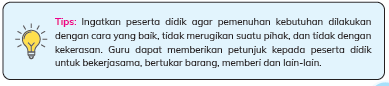 Tips: Ingatkan peserta didik agar pemenuhan kebutuhan dilakukan
dengan cara yang baik, tidak merugikan suatu pihak, dan tidak dengan
kekerasan. Guru dapat memberikan petunjuk kepada peserta didik
untuk bekerjasama, bertukar barang, memberi dan lain-lain.